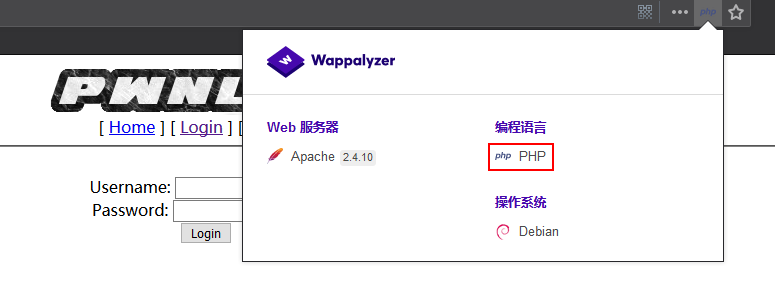 php
Wappalyzer
PWNL
[ Home ] [ Login ] [
Web 服务器
编程语言
Apache 2.4.10
php PHP
操作系统
Debian
Username:
Password:
Login